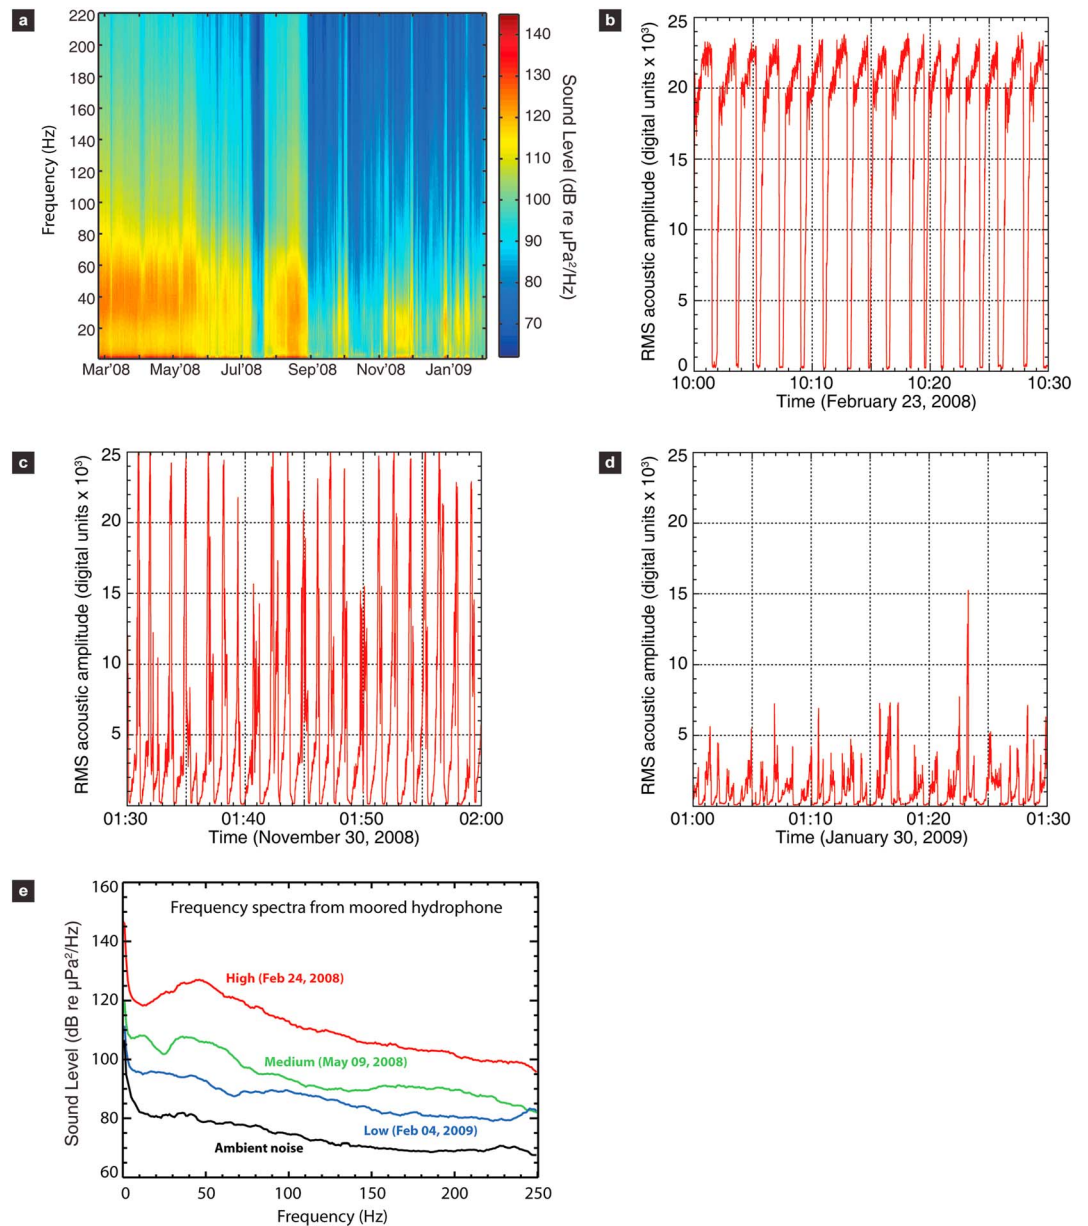 a
220
200
180
160
140
120
100
80
60
40
20
Frequency (Hz)
Mar'08 May'08 Jul'08 Sep'08 Nov'08 Jan'09
140
130
120
110
100
90
80
70
Sound Level (dB re µPa²/Hz)
b
25
20
15
10
5
0
RMS acoustic amplitude (digital units x 10³)
10:00 10:10 10:20 10:30
Time (February 23, 2008)
c
25
20
15
10
5
RMS acoustic amplitude (digital units x 10³)
01:30 01:40 01:50 02:00
Time (November 30, 2008)
d
25
20
15
10
5
0
RMS acoustic amplitude (digital units x 10³)
01:00 01:10 01:20 01:30
Time (January 30, 2009)
e
160
140
120
100
80
60
Sound Level (dB re µPa²/Hz)
Frequency spectra from moored hydrophone
High (Feb 24, 2008)
Medium (May 09, 2008)
Low (Feb 04, 2009)
Ambient noise
0 50 100 150 200 250
Frequency (Hz)